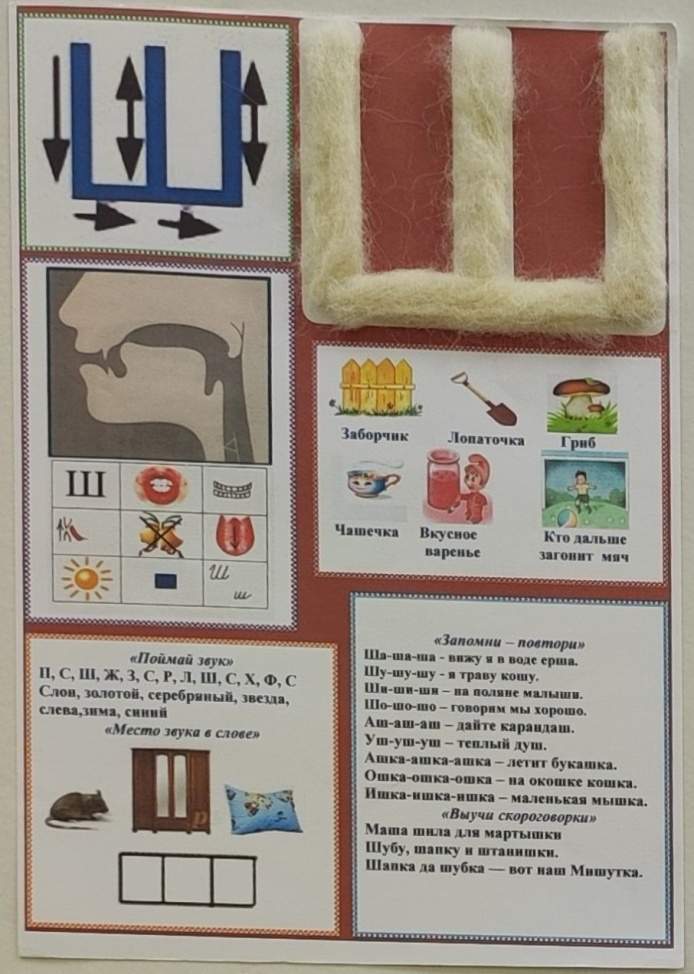 Ш
Ш
ш
Заборчик
Лопаточка
Гриб
Чашечка
Вкусное
варенье
Кто дальше
загонит мяч
«Поймай звук»
П, С, Ш, Ж, З, С, Р, Л, Ш, С, Х, Ф, С
Слон, золотой, серебряный, звезда,
слева,зима, синий
«Место звука в слове»
«Запомни – повтори»
Ша-ша-ша - вижу я в воде ерша.
Шу-шу-шу - я траву кошу.
Ши-ши-ши – на поляне малыши.
Шо-шо-шо – говорим мы хорошо.
Аш-аш-аш – дайте карандаш.
Уш-уш-уш – теплый душ.
Ашка-ашка-ашка – летит букашка.
Ошка-ошка-ошка – на окошке кошка.
Ишка-ишка-ишка – маленькая мышка.
«Выучи скороговорки»
Маша шила для мартышки
Шубу, шапку и штанишки.
Шапка да шубка — вот наш Мишутка.